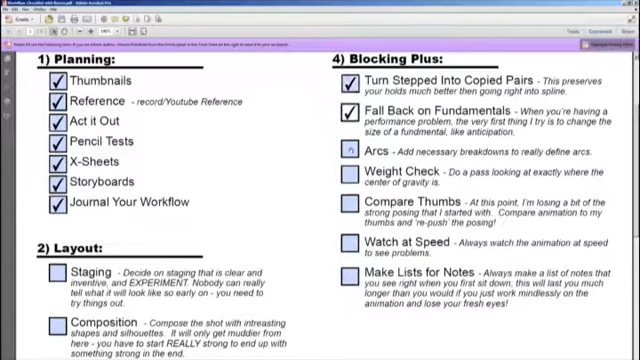 Create
100%
Tools
Comment
1) Planning:
Thumbnails
Reference - record/Youtube Reference
Act it Out
Pencil Tests
X-Sheets
Storyboards
Journal Your Workflow
2) Layout:
Staging - Decide on staging that is clear and
inventive, and EXPERIMENT. Nobody can really
tell what it will look like so early on - you need to
try things out.
Composition - Compose the shot with intreasting
shapes and silhouettes. It will only get muddier from
here - you have to start REALLY strong to end up with
something strong in the end.
4) Blocking Plus:
Turn Stepped Into Copied Pairs - This preserves
your holds much better then going right into spline.
Fall Back on Fundamentals - When you're having a
performance problem, the very first thing I try is to change the
size of a fundmental, like anticipation.
Arcs - Add necessary breakdowns to really define arcs.
Weight Check - Do a pass looking at exactly where the
center of gravity is.
Compare Thumbs - At this point, I'm losing a bit of the
strong posing that I started with. Compare animation to my
thumbs and 're-push' the posing!
Watch at Speed - Always watch the animation at speed
to see problems.
Make Lists for Notes - Always make a list of notes that
you see right when you first sit down; this will last you much
longer than you would if you just work mindlessly on the
animation and lose your fresh eyes!